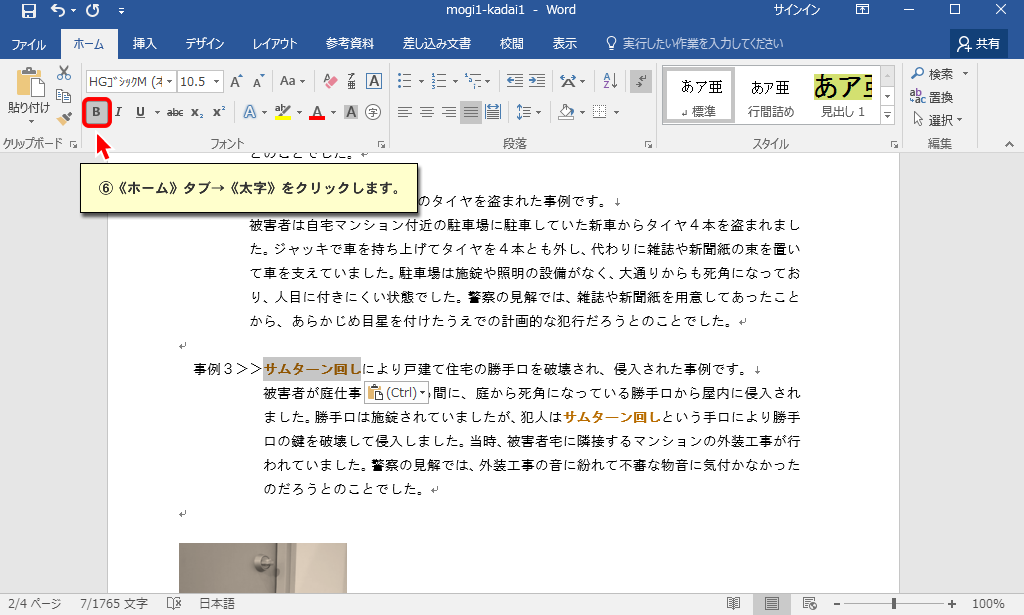 mogi1-kadai1 - Word
サインイン
ファイル ホーム 挿入 デザイン レイアウト 参考資料 差し込み文書 校閲 表示 実行したい作業を入力してください 共有
HGｺﾞｼｯｸM (ｵ 10.5 A A Aa A
貼り付け
B I U abc x₂ x² A ab A A 字
クリップボード フォント 段落 スタイル 編集
あア亜 あア亜 あア亜
↲ 標準 行間詰め 見出し 1
検索
置換
選択
とのことでした。↲
⑥《ホーム》タブ→《太字》をクリックします。
のタイヤを盗まれた事例です。↓
被害者は自宅マンション付近の駐車場に駐車していた新車からタイヤ４本を盗まれまし
た。ジャッキで車を持ち上げてタイヤを４本とも外し、代わりに雑誌や新聞紙の束を置い
て車を支えていました。駐車場は施錠や照明の設備がなく、大通りからも死角になってお
り、人目に付きにくい状態でした。警察の見解では、雑誌や新聞紙を用意してあったこと
から、あらかじめ目星を付けたうえでの計画的な犯行だろうとのことでした。↲
↲
事例３＞＞サムターン回しにより戸建て住宅の勝手口を破壊され、侵入された事例です。↓
被害者が庭仕事 (Ctrl) 間に、庭から死角になっている勝手口から屋内に侵入され
ました。勝手口は施錠されていましたが、犯人はサムターン回しという手口により勝手
口の鍵を破壊して侵入しました。当時、被害者宅に隣接するマンションの外装工事が行
われていました。警察の見解では、外装工事の音に紛れて不審な物音に気付かなかった
のだろうとのことでした。↲
↲
2/4 ページ 7/1765 文字 日本語 100%